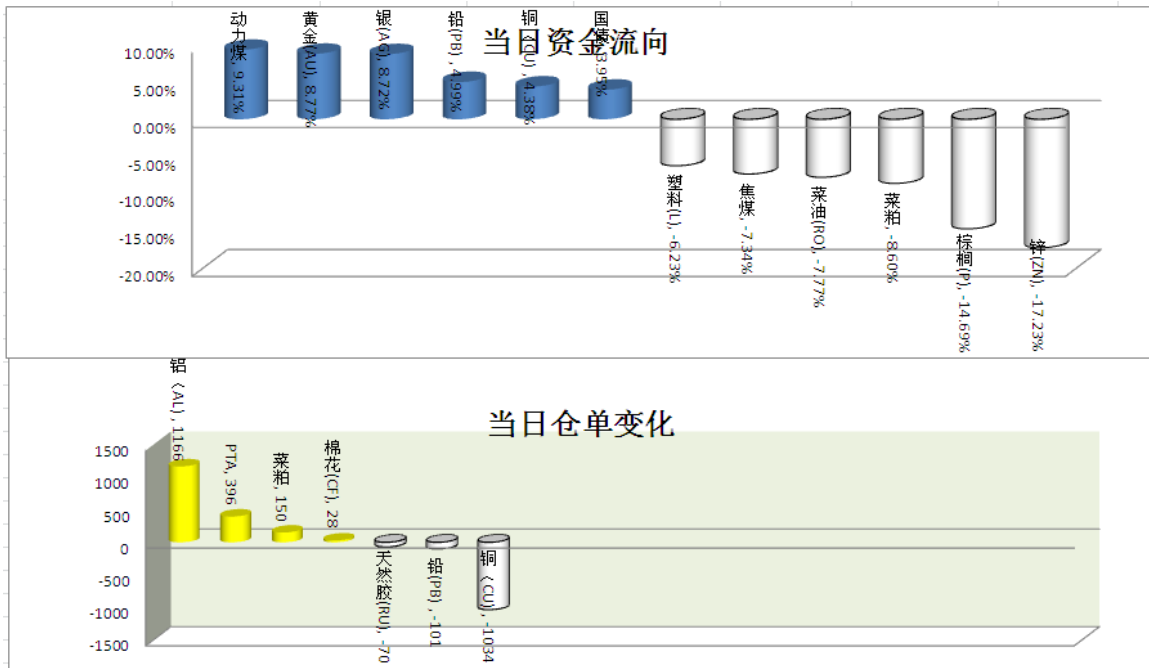 当日资金流向
10.00%
5.00%
0.00%
-5.00%
-10.00%
-15.00%
-20.00%
动力煤, 9.31%
黄金(AU), 8.77%
银(AG), 8.72%
铅(PB) , 4.99%
铜〈CU〉, 4.38%
国债, 3.95%
塑料(L), -6.23%
焦煤, -7.34%
菜油(RO), -7.77%
菜粕, -8.60%
棕榈(P), -14.69%
锌(ZN), -17.23%
当日仓单变化
1500
1000
500
0
-500
-1000
-1500
铝〈AL〉, 1166
PTA, 396
菜粕, 150
棉花(CF), 28
天然胶(RU), -70
铅(PB) , -101
铜〈CU〉, -1034